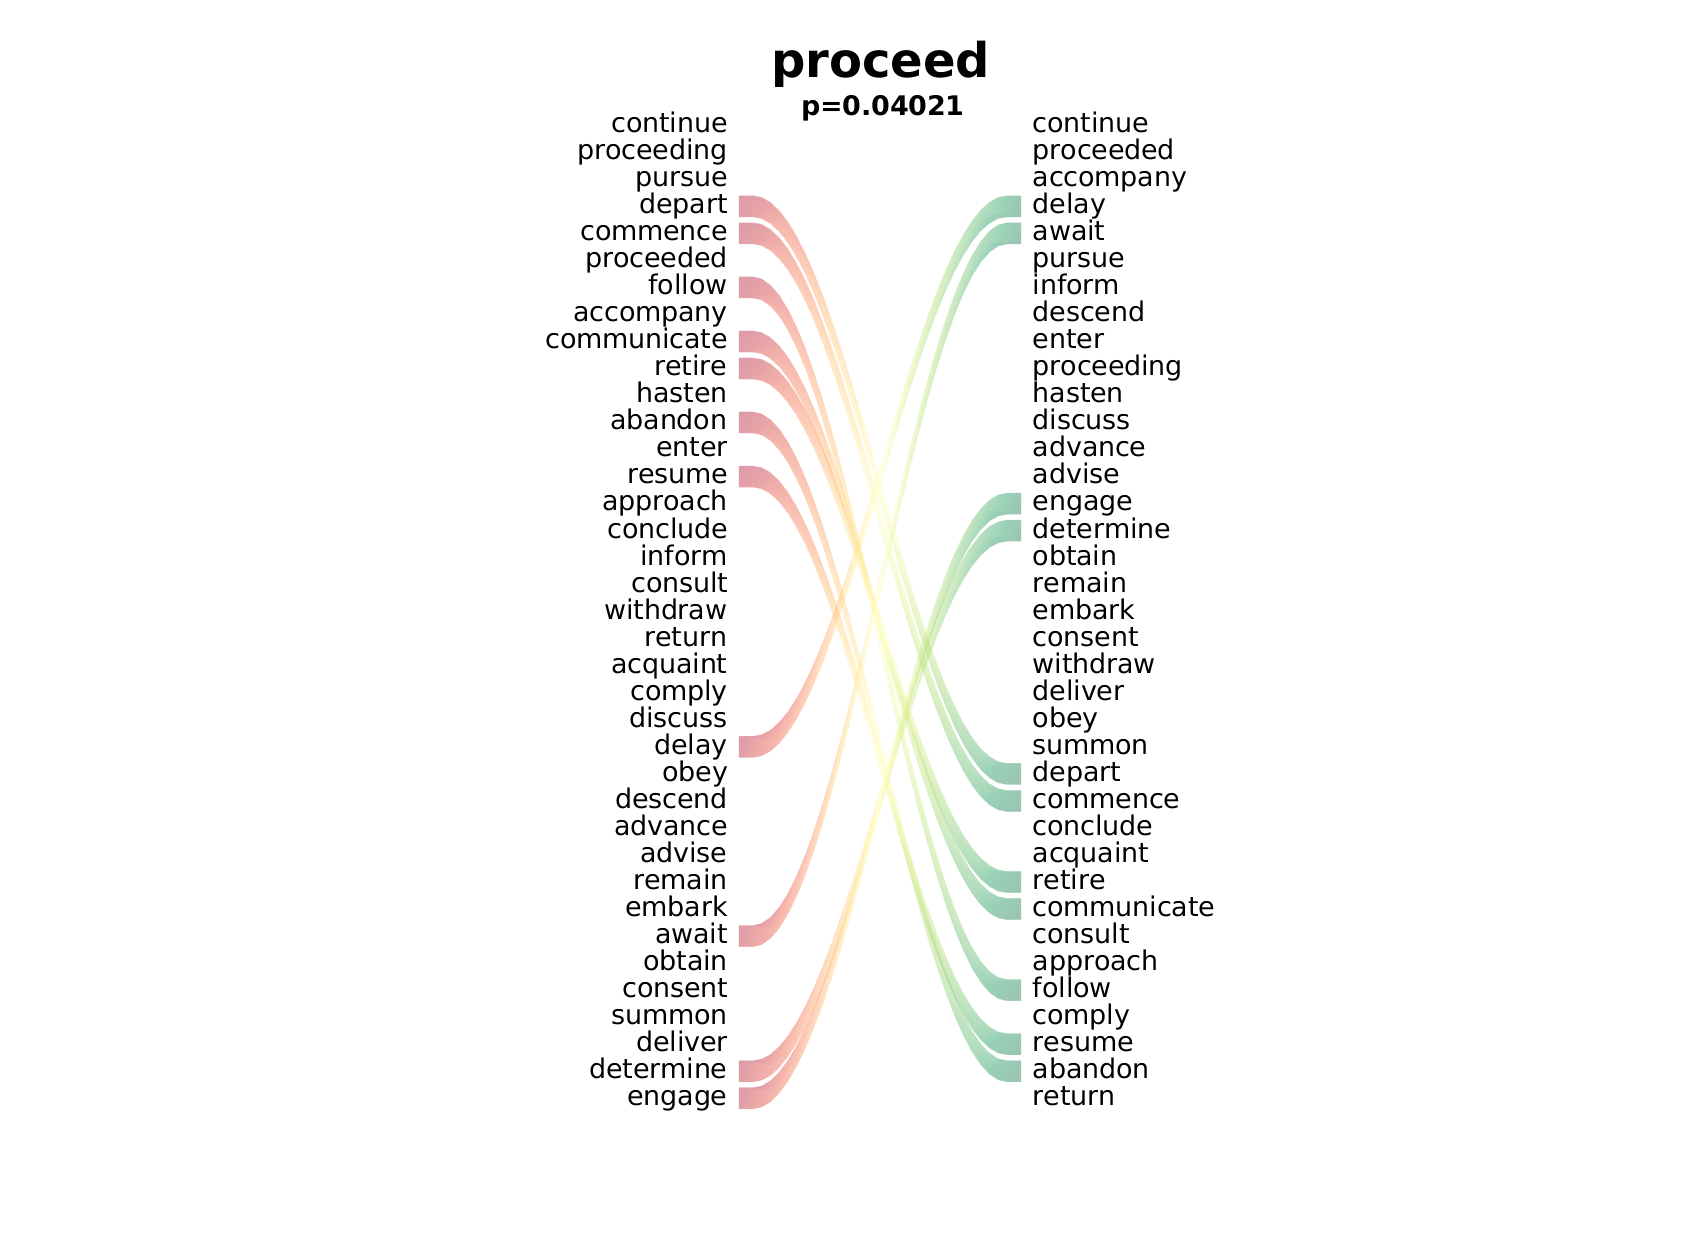 proceed
p=0.04021
continue
proceeding
pursue
depart
commence
proceeded
follow
accompany
communicate
retire
hasten
abandon
enter
resume
approach
conclude
inform
consult
withdraw
return
acquaint
comply
discuss
delay
obey
descend
advance
advise
remain
embark
await
obtain
consent
summon
deliver
determine
engage
continue
proceeded
accompany
delay
await
pursue
inform
descend
enter
proceeding
hasten
discuss
advance
advise
engage
determine
obtain
remain
embark
consent
withdraw
deliver
obey
summon
depart
commence
conclude
acquaint
retire
communicate
consult
approach
follow
comply
resume
abandon
return